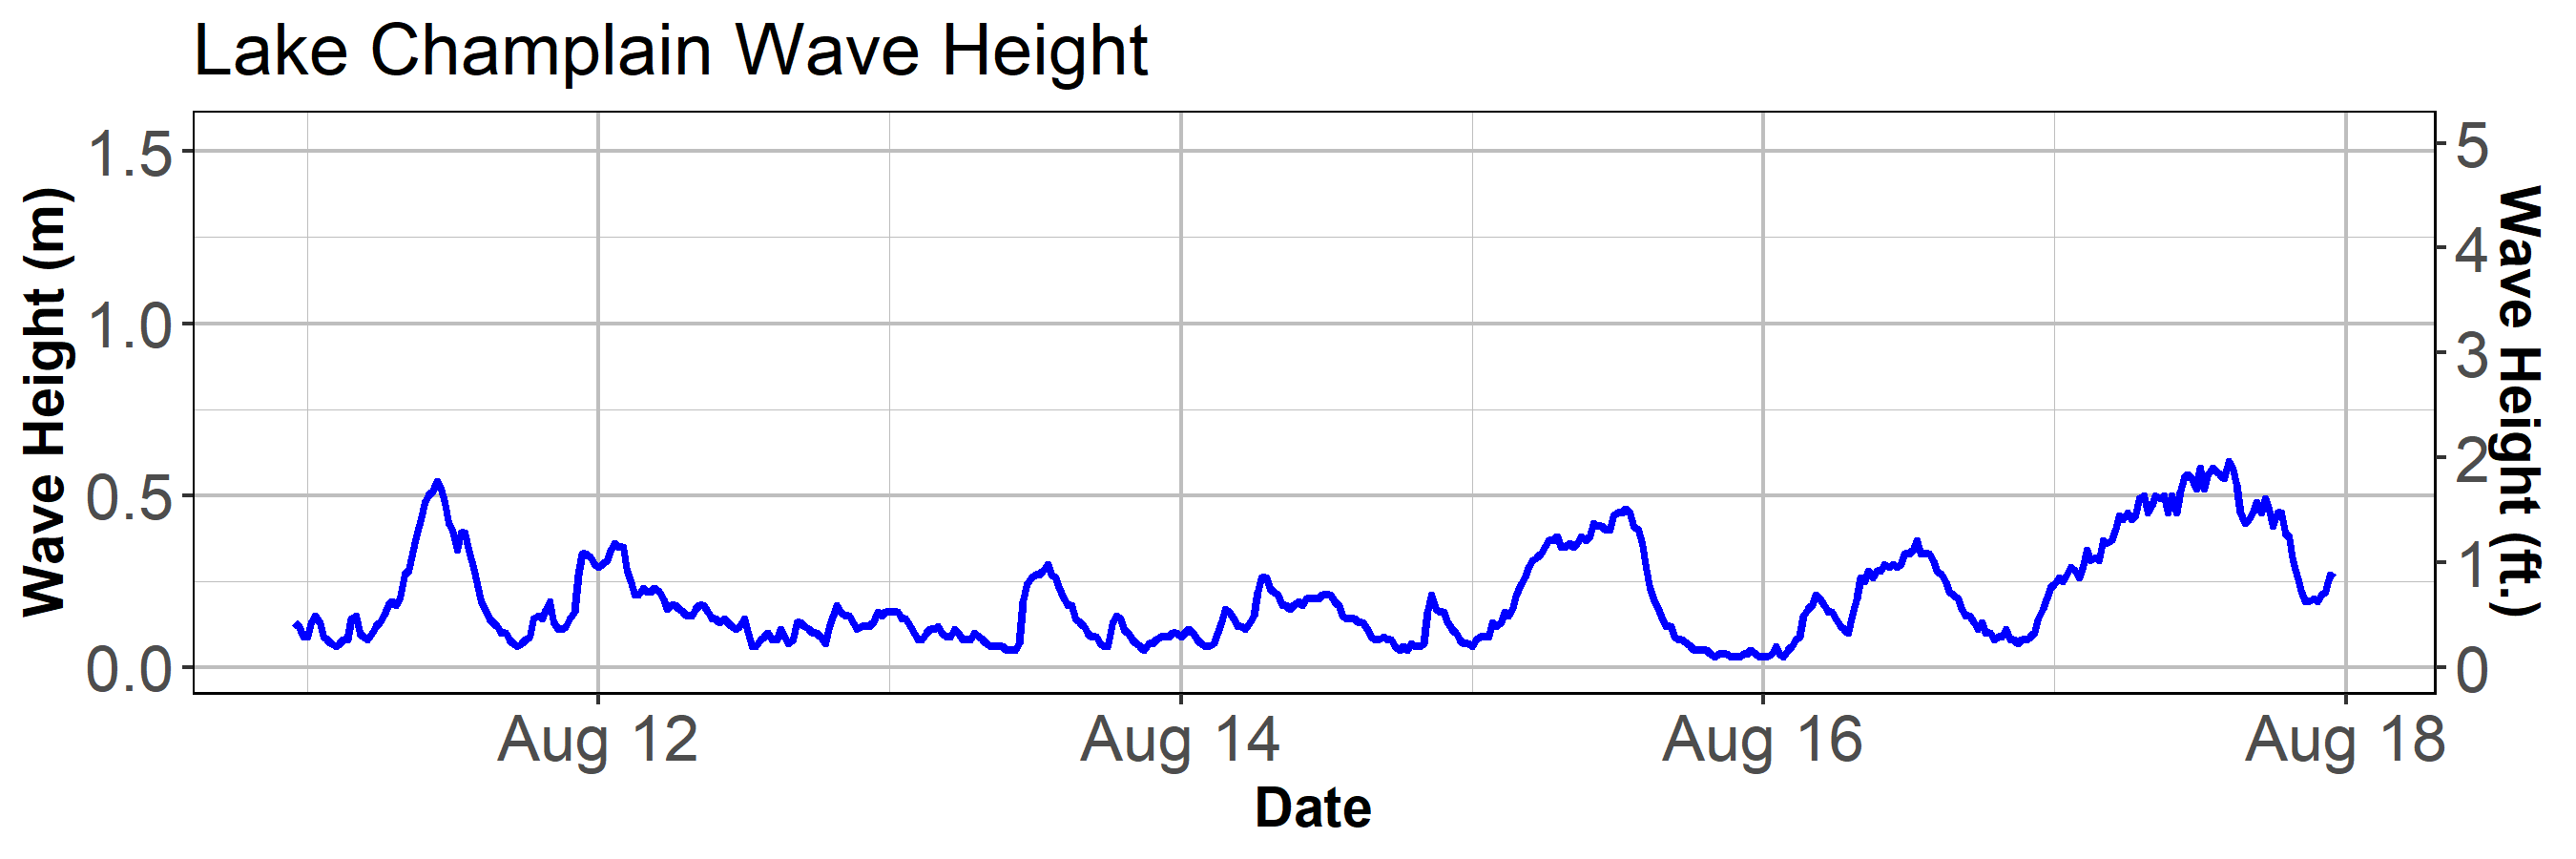 Lake Champlain Wave Height
Wave Height (m)
1.5
1.0
0.5
0.0
5
4
3
2
1
0
Wave Height (ft.)
Aug 12
Aug 14
Aug 16
Aug 18
Date